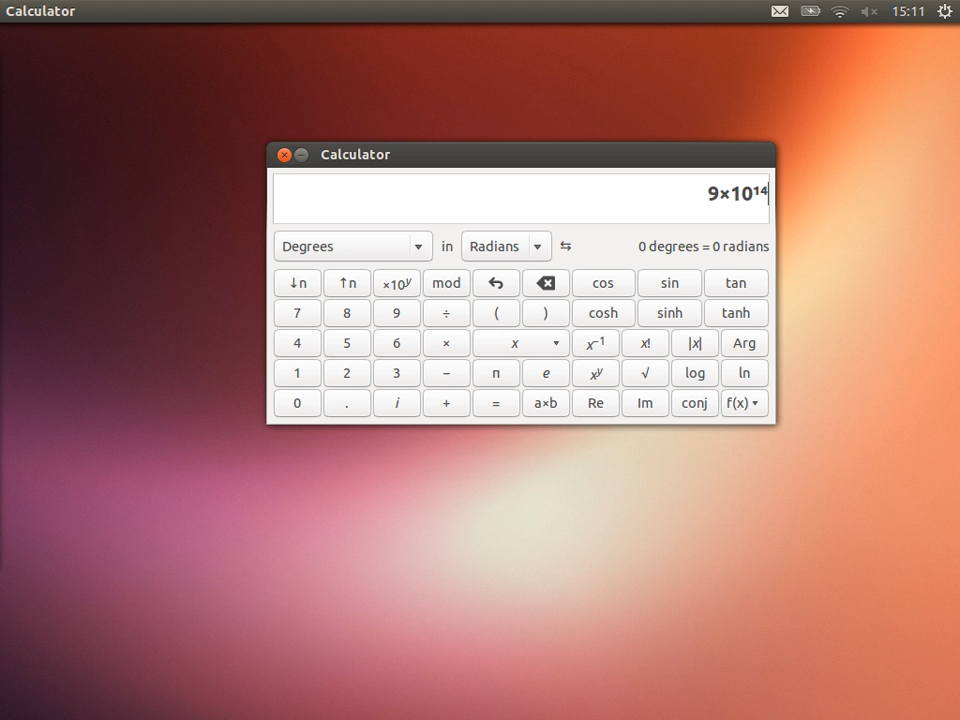 Calculator 15:11
Calculator
9×10¹⁴
Degrees in Radians ⇆ 0 degrees = 0 radians
↓n ↑n ×10ʸ mod cos sin tan
7 8 9 ÷ ( ) cosh sinh tanh
4 5 6 × x x⁻¹ x! |x| Arg
1 2 3 − π e xʸ √ log ln
0 . i + = a×b Re Im conj f(x)